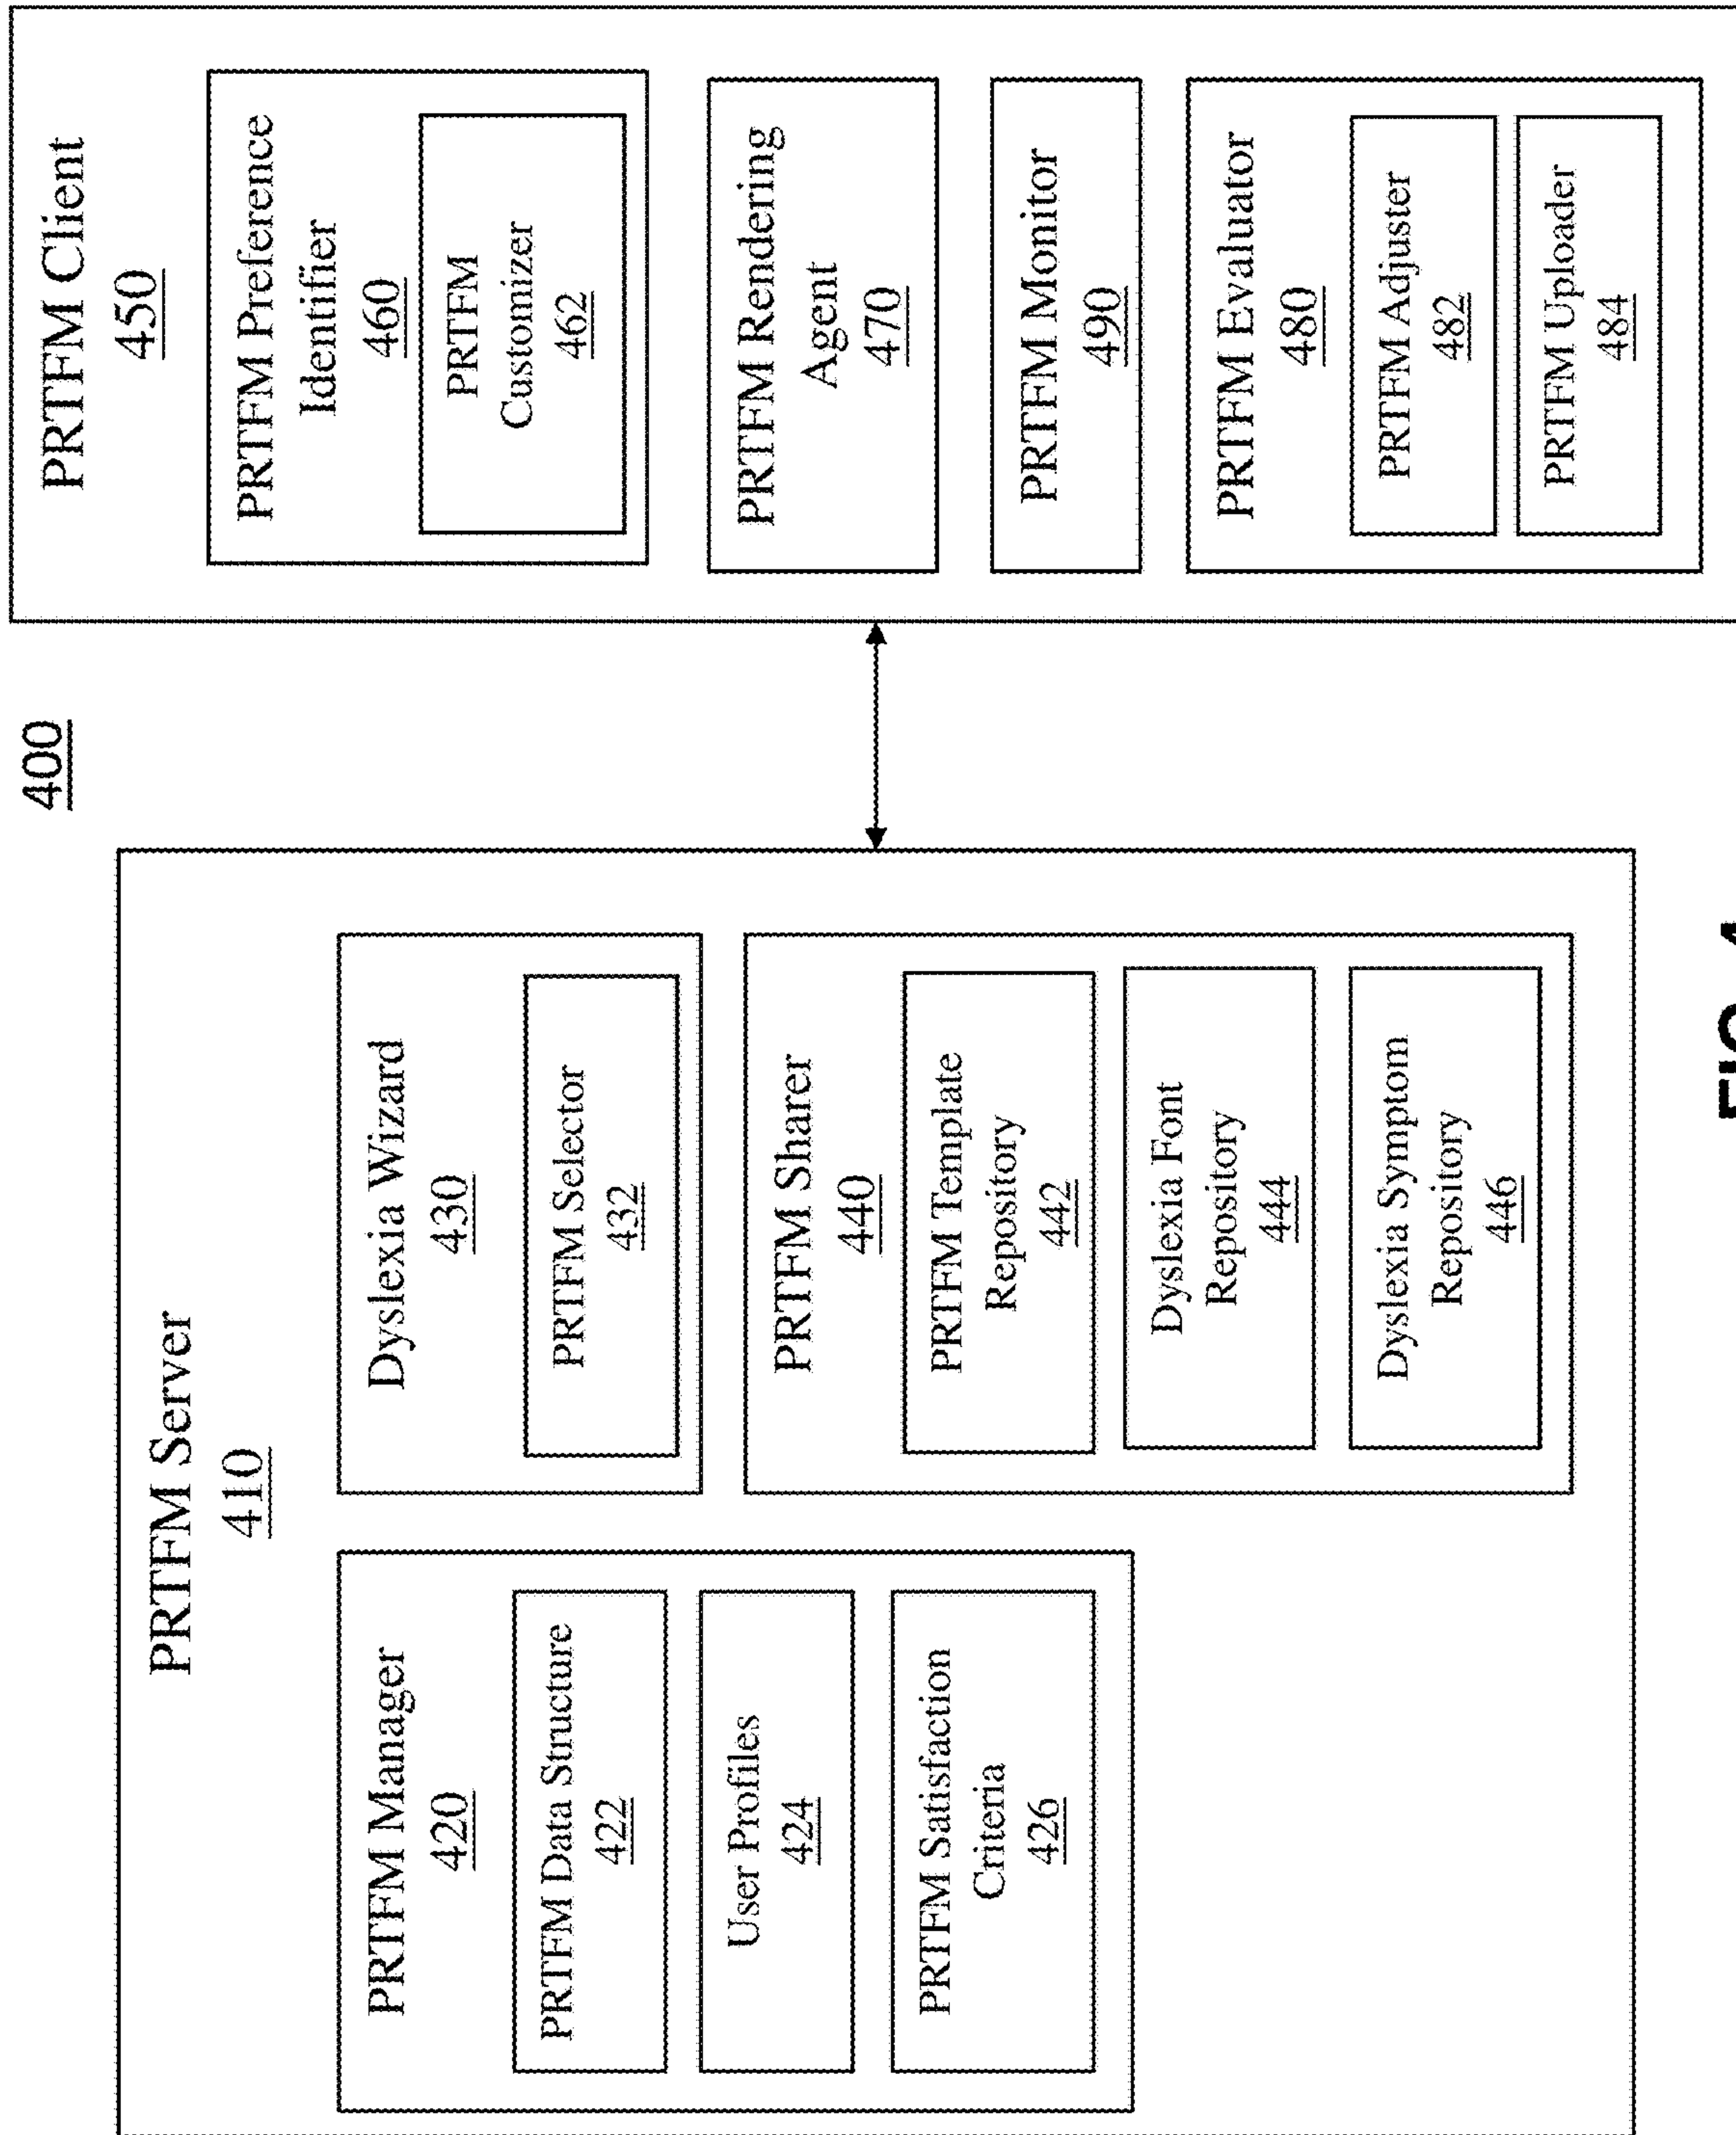 400
PRTFM Server
410
PRTFM Manager
420
PRTFM Data Structure
422
User Profiles
424
PRTFM Satisfaction
Criteria
426
Dyslexia Wizard
430
PRTFM Selector
432
PRTFM Sharer
440
PRTFM Template
Repository
442
Dyslexia Font
Repository
444
Dyslexia Symptom
Repository
446
PRTFM Client
450
PRTFM Preference
Identifier
460
PRTFM
Customizer
462
PRTFM Rendering
Agent
470
PRTFM Monitor
490
PRTFM Evaluator
480
PRTFM Adjuster
482
PRTFM Uploader
484
FIG. 4